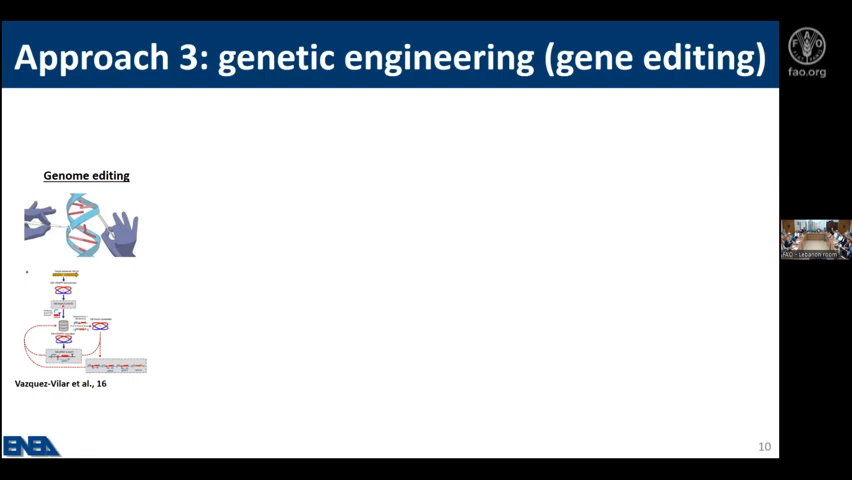 Approach 3: genetic engineering (gene editing)
fao.org
Genome editing
FAO - Lebanon room
Vazquez-Vilar et al., 16
ENEA
10